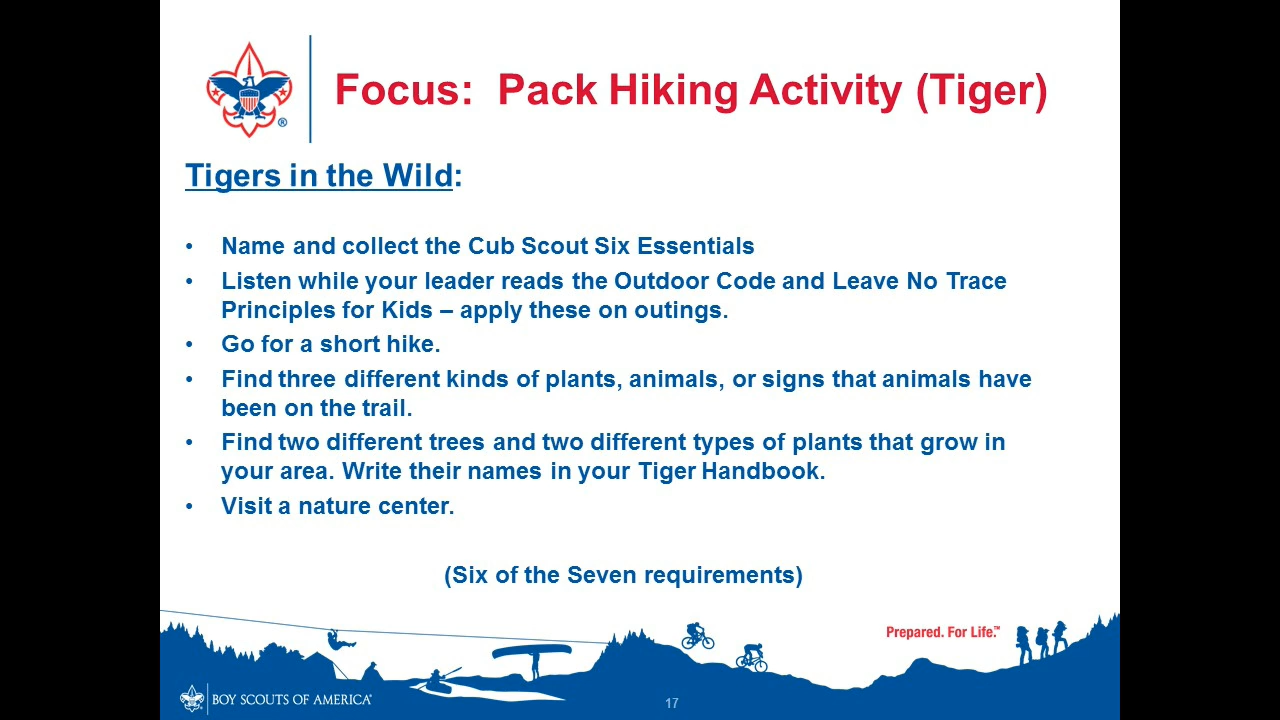 Focus:  Pack Hiking Activity (Tiger)
®
Tigers in the Wild:
• Name and collect the Cub Scout Six Essentials
• Listen while your leader reads the Outdoor Code and Leave No Trace
Principles for Kids – apply these on outings.
• Go for a short hike.
• Find three different kinds of plants, animals, or signs that animals have
been on the trail.
• Find two different trees and two different types of plants that grow in
your area. Write their names in your Tiger Handbook.
• Visit a nature center.
(Six of the Seven requirements)
Prepared. For Life.™
BOY SCOUTS OF AMERICA®
17